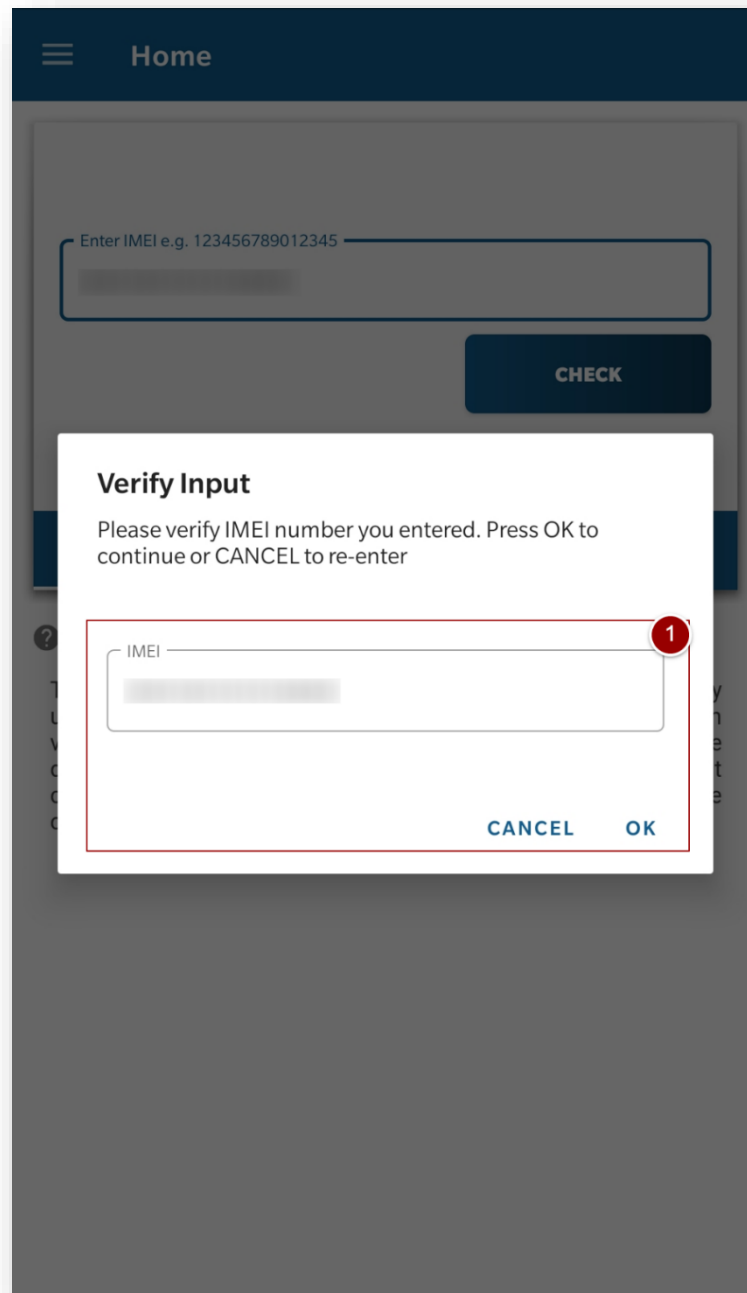 Home
Enter IMEI e.g. 123456789012345
CHECK
Verify Input
Please verify IMEI number you entered. Press OK to
continue or CANCEL to re-enter
1
IMEI
CANCEL OK